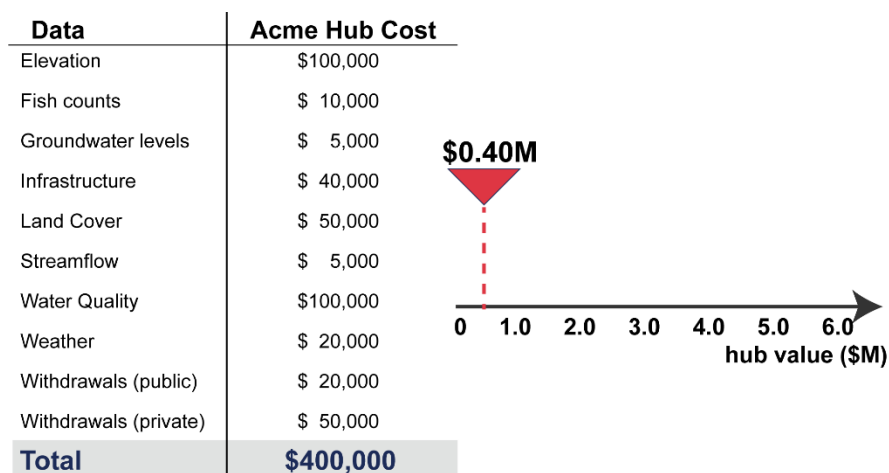 Data Acme Hub Cost
Elevation $100,000
Fish counts $ 10,000
Groundwater levels $ 5,000
Infrastructure $ 40,000
Land Cover $ 50,000
Streamflow $ 5,000
Water Quality $100,000
Weather $ 20,000
Withdrawals (public) $ 20,000
Withdrawals (private) $ 50,000
Total $400,000
$0.40M
0 1.0 2.0 3.0 4.0 5.0 6.0
hub value ($M)